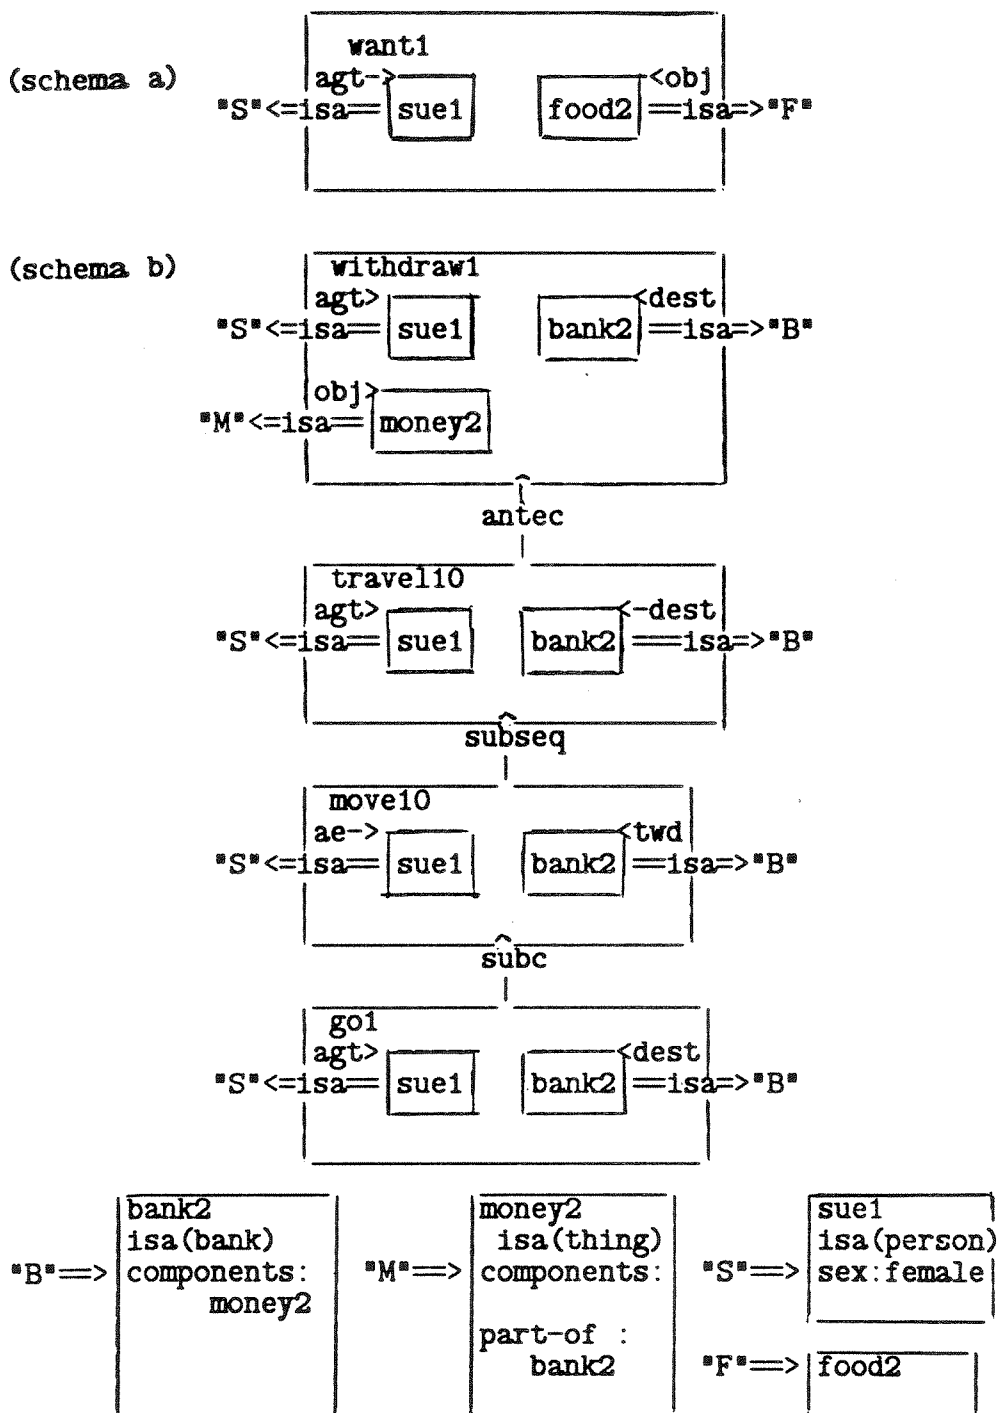 want1
(schema a) agt-> <obj
"S"<=isa== sue1 food2 ==isa=>"F"
(schema b) withdraw1
agt> <dest
"S"<=isa== sue1 bank2 ==isa=>"B"
obj>
"M"<=isa== money2
antec
travel10
agt> <-dest
"S"<=isa== sue1 bank2 ==isa=>"B"
subseq
move10
ae-> <twd
"S"<=isa== sue1 bank2 ==isa=>"B"
subc
go1
agt> <dest
"S"<=isa== sue1 bank2 ==isa=>"B"
"B"==>
bank2
isa(bank)
components:
money2
"M"==>
money2
isa(thing)
components:
part-of :
bank2
"S"==>
sue1
isa(person)
sex:female
"F"==> food2